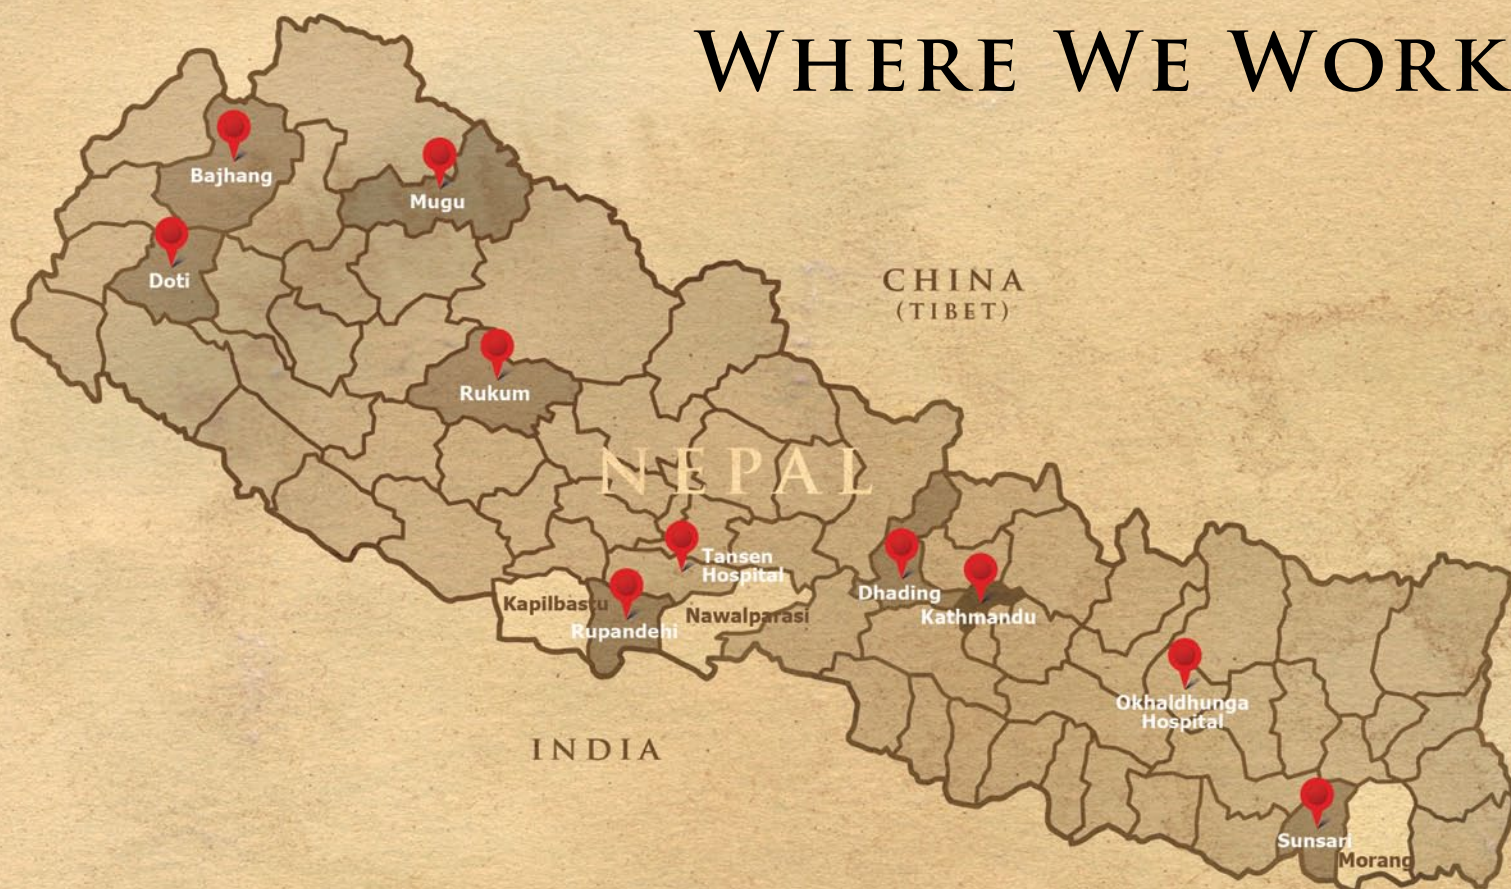 WHERE WE WORK
Bajhang
Mugu
Doti
CHINA
(TIBET)
Rukum
NEPAL
Tansen
Hospital
Kapilbastu
Rupandehi
Nawalparasi
Dhading
Kathmandu
Okhaldhunga
Hospital
INDIA
Sunsari
Morang